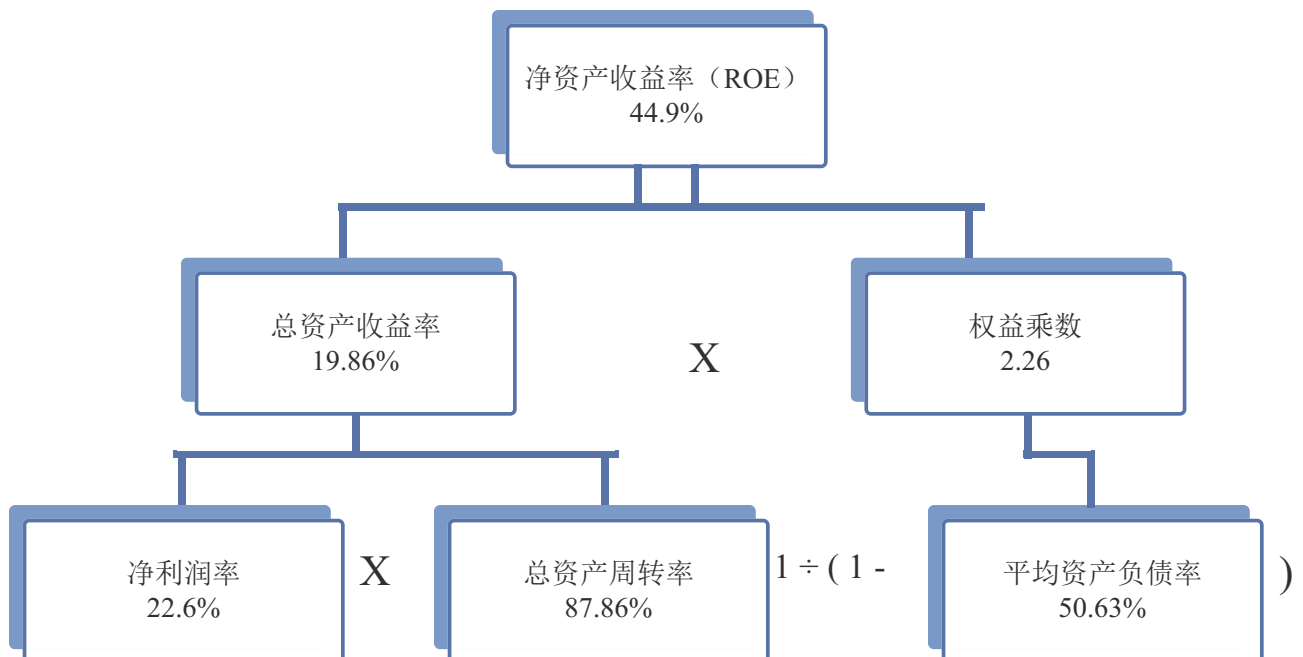 净资产收益率（ROE）
44.9%
总资产收益率
19.86%
X
权益乘数
2.26
净利润率
22.6%
X
总资产周转率
87.86%
1 ÷ ( 1 -
平均资产负债率
50.63%
)